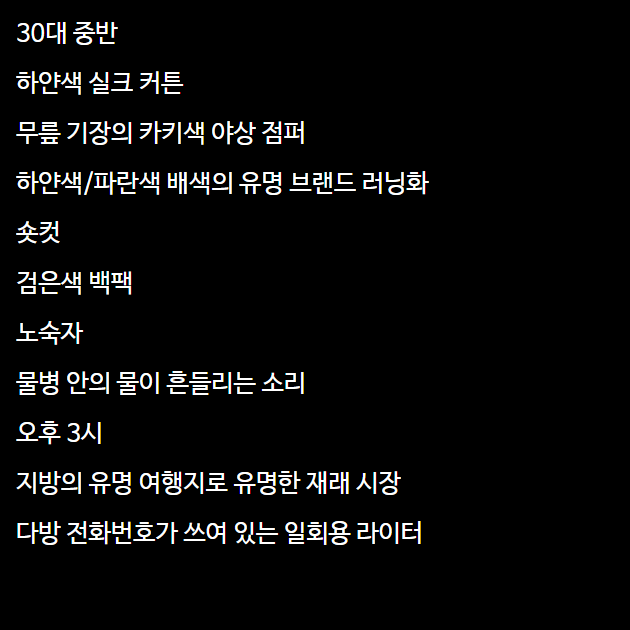 30대 중반
하얀색 실크 커튼
무릎 기장의 카키색 야상 점퍼
하얀색/파란색 배색의 유명 브랜드 러닝화
숏컷
검은색 백팩
노숙자
물병 안의 물이 흔들리는 소리
오후 3시
지방의 유명 여행지로 유명한 재래 시장
다방 전화번호가 쓰여 있는 일회용 라이터